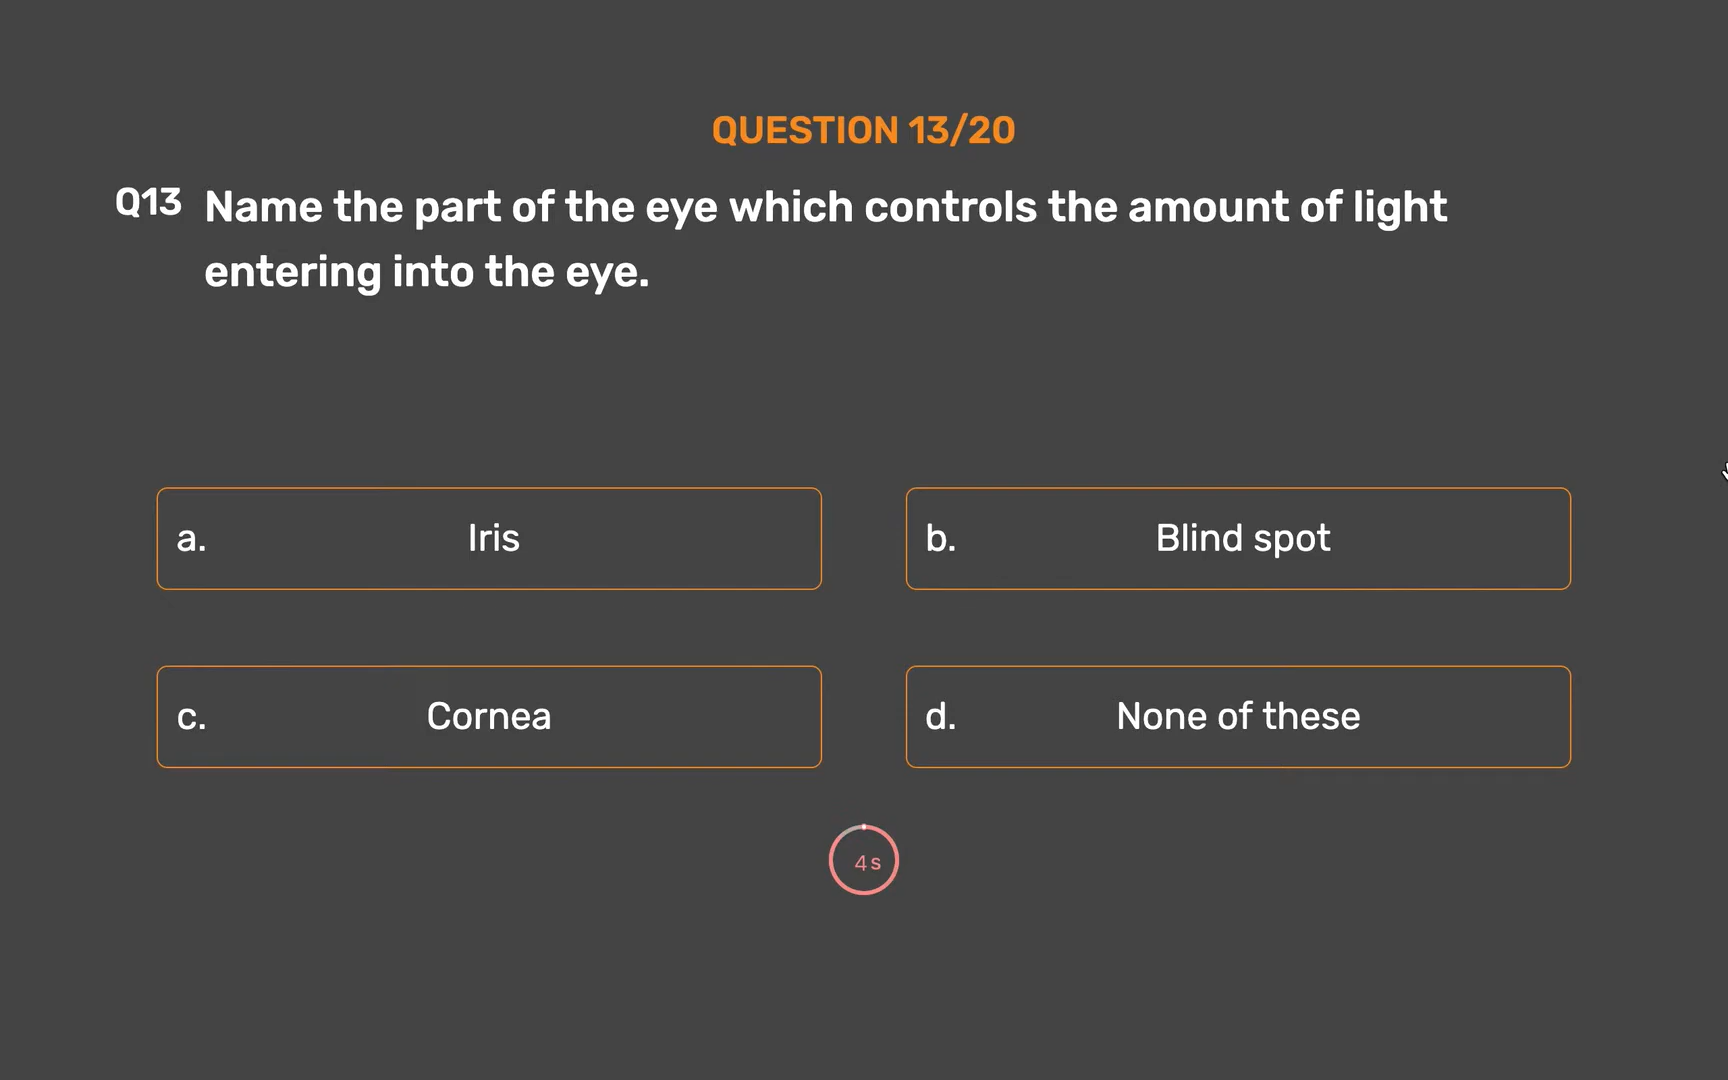 QUESTION 13/20
Q13 Name the part of the eye which controls the amount of light
entering into the eye.
a. Iris
b. Blind spot
c. Cornea
d. None of these
4 s